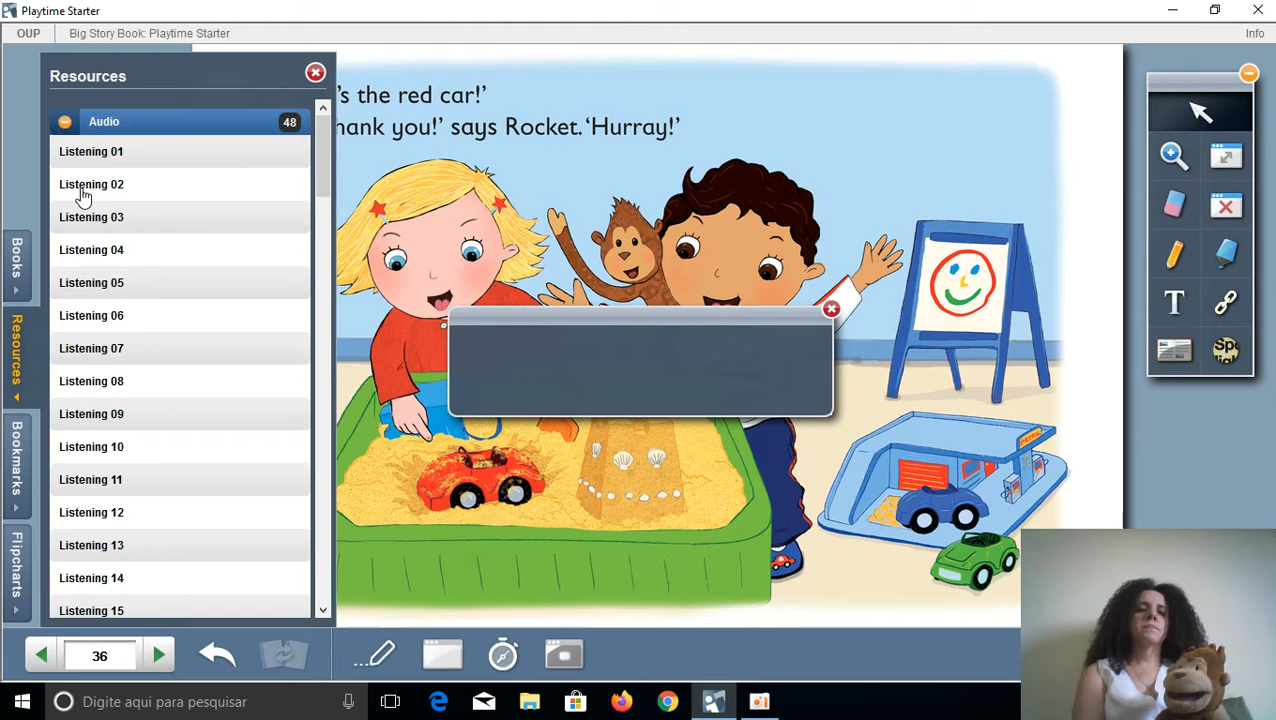 Playtime Starter
OUP
Big Story Book: Playtime Starter
Info
Resources
's the red car!'
hank you!' says Rocket. 'Hurray!'
Audio
48
Listening 01
Listening 02
Listening 03
Listening 04
Listening 05
Listening 06
Listening 07
Listening 08
Listening 09
Listening 10
Listening 11
Listening 12
Listening 13
Listening 14
Listening 15
Books
Resources
Bookmarks
Flipcharts
PETROL
T
Spo
36
Digite aqui para pesquisar